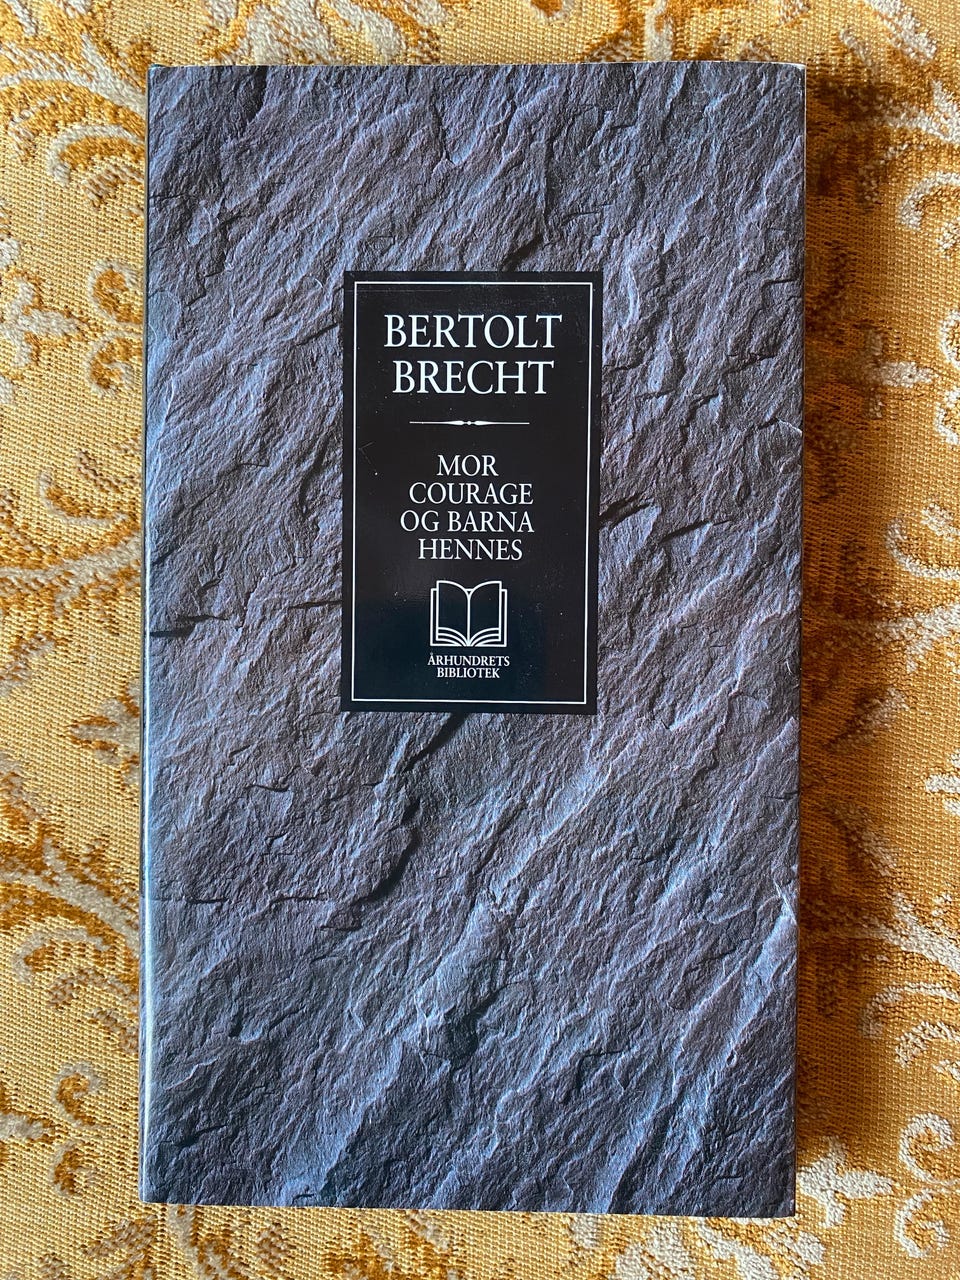 BERTOLT
BRECHT
MOR
COURAGE
OG BARNA
HENNES
ÅRHUNDRETS
BIBLIOTEK